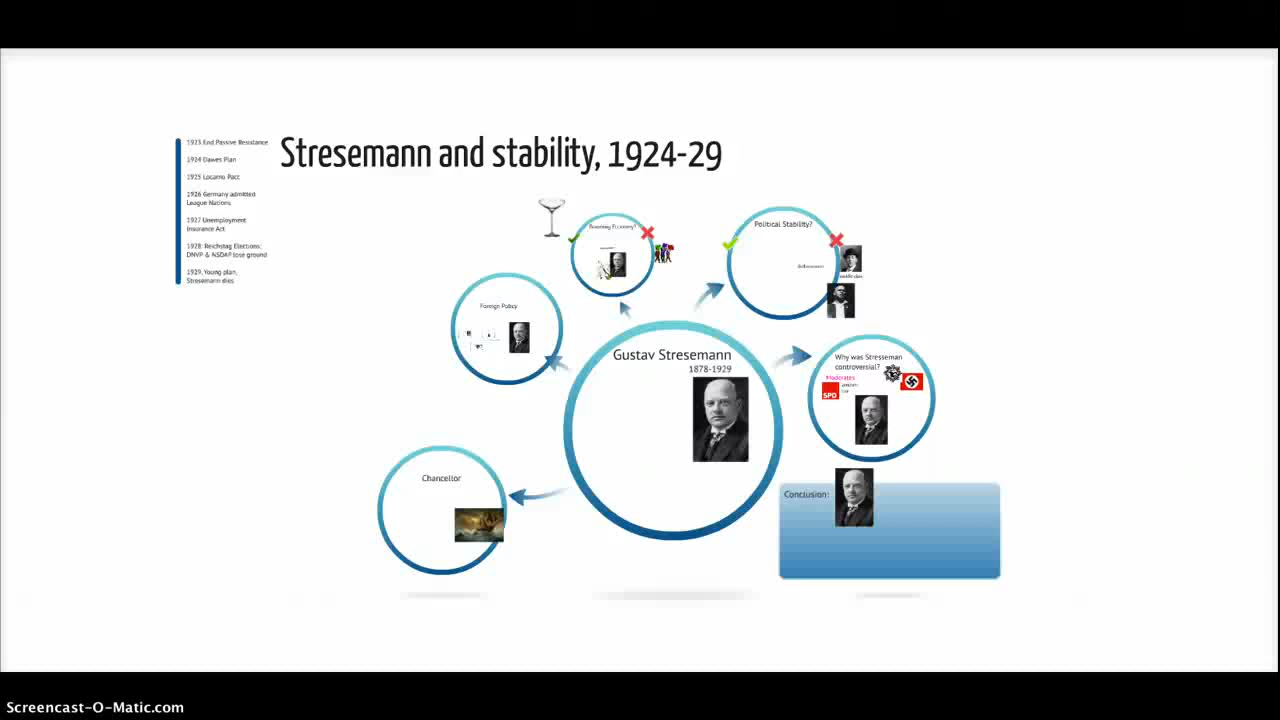 Stresemann and stability, 1924-29
1923 End Passive Resistance
1924 Dawes Plan
1925 Locarno Pact
1926 Germany admitted
League Nations
1927 Unemployment
Insurance Act
1928: Reichstag Elections;
DNVP & NSDAP lose ground
1929, Young plan,
Stresemann dies
Booming Economy?
Political Stability?
Foreign Policy
Gustav Stresemann
1878-1929
Why was Stresseman
controversial?
Moderates
SPD
Chancellor
Conclusion:
Screencast-O-Matic.com